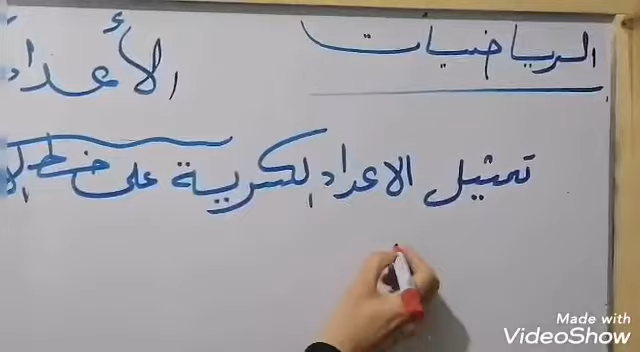 الرياضيات
الأعداد
تمثيل الاعداد الكسرية على خط
Made with
VideoShow